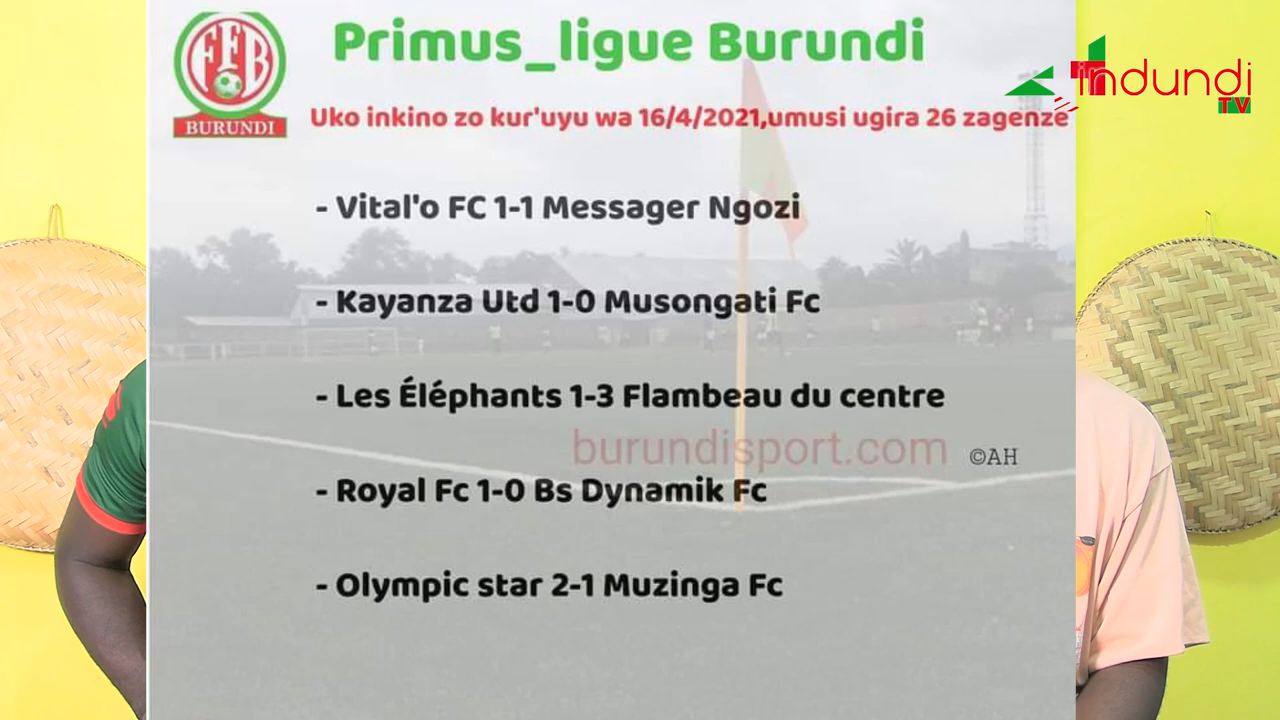 FFB
BURUNDI
Primus_ligue Burundi
indundi
TV
Uko inkino zo kur'uyu wa 16/4/2021,umusi ugira 26 zagenze
- Vital'o FC 1-1 Messager Ngozi
- Kayanza Utd 1-0 Musongati Fc
- Les Éléphants 1-3 Flambeau du centre
burundisport.com ©AH
- Royal Fc 1-0 Bs Dynamik Fc
- Olympic star 2-1 Muzinga Fc